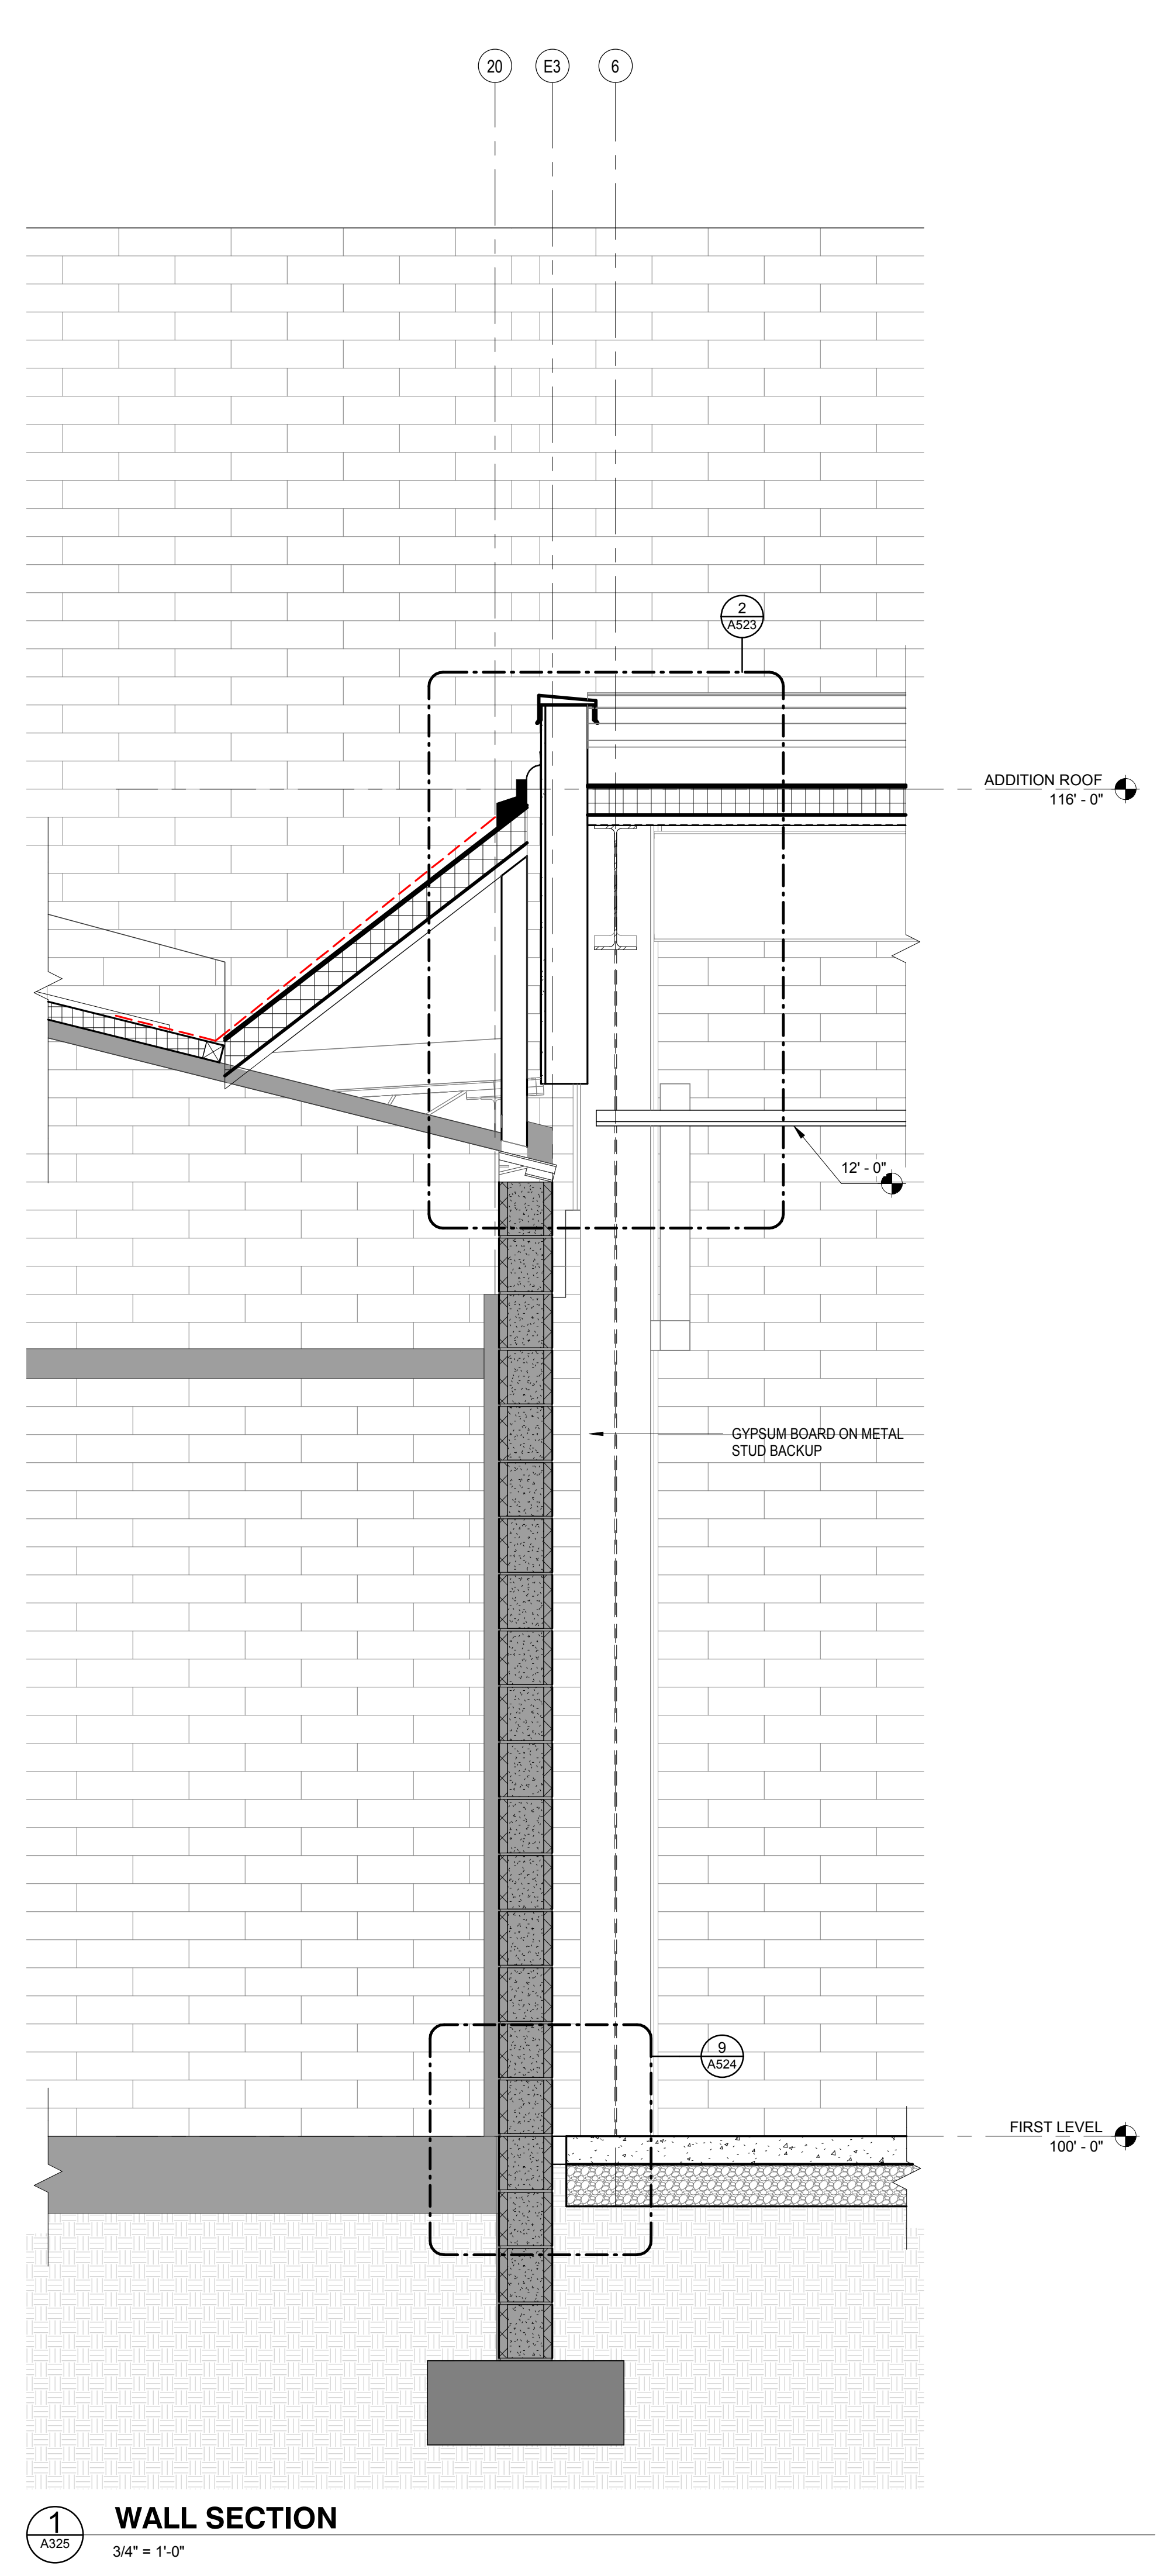 20 E3 6
2
A523
ADDITION ROOF
116' - 0"
12' - 0"
GYPSUM BOARD ON METAL
STUD BACKUP
9
A524
FIRST LEVEL
100' - 0"
1
A325
WALL SECTION
3/4" = 1'-0"